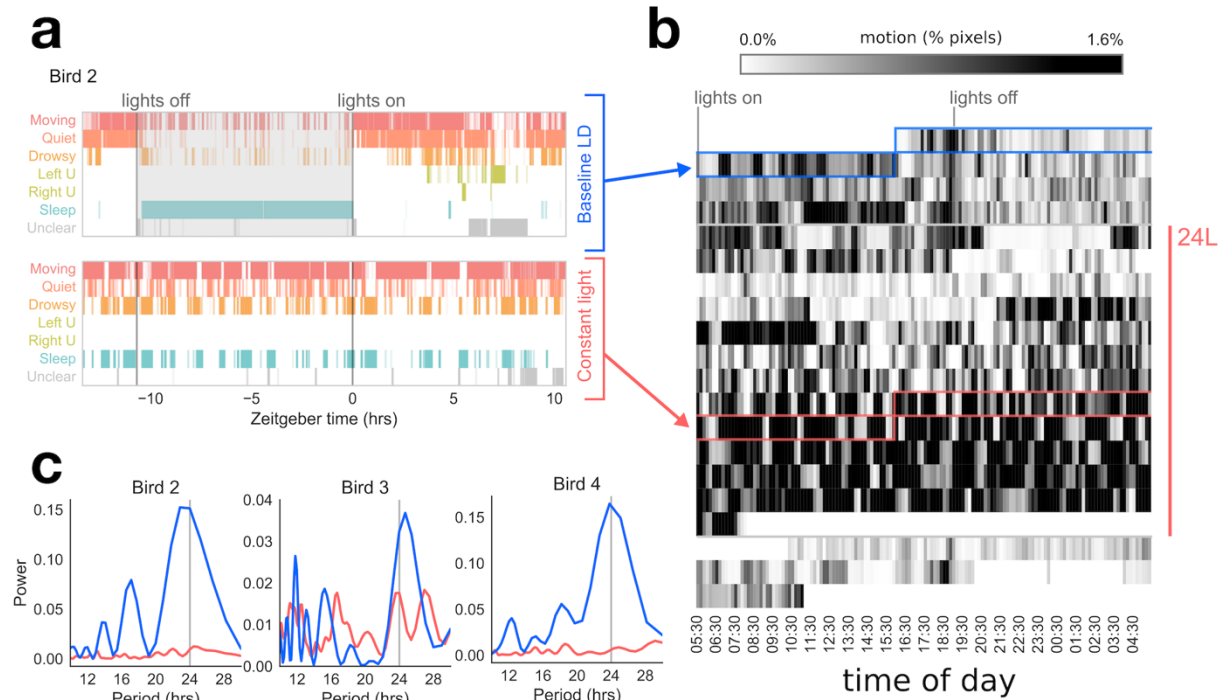 a
Bird 2
lights off
lights on
Moving
Quiet
Drowsy
Left U
Right U
Sleep
Unclear
Baseline LD
Moving
Quiet
Drowsy
Left U
Right U
Sleep
Unclear
Constant light
−10 −5 0 5 10
Zeitgeber time (hrs)
b
0.0% motion (% pixels) 1.6%
lights on
lights off
24L
05:30 06:30 07:30 08:30 09:30 10:30 11:30 12:30 13:30 14:30 15:30 16:30 17:30 18:30 19:30 20:30 21:30 22:30 23:30 00:30 01:30 02:30 03:30 04:30
time of day
c
Bird 2
Power
0.15
0.10
0.05
0.00
12 16 20 24 28
Period (hrs)
Bird 3
0.04
0.03
0.02
0.01
0.00
12 16 20 24 28
Period (hrs)
Bird 4
0.15
0.10
0.05
0.00
12 16 20 24 28
Period (hrs)